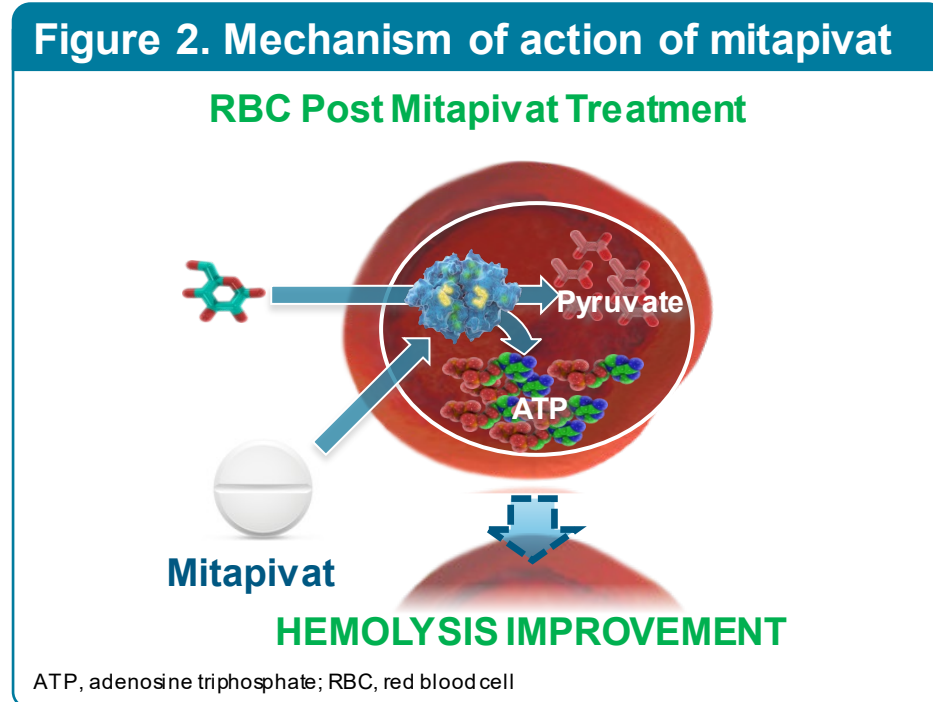 Figure 2. Mechanism of action of mitapivat
RBC Post Mitapivat Treatment
Pyruvate
ATP
Mitapivat
HEMOLYSIS IMPROVEMENT
ATP, adenosine triphosphate; RBC, red blood cell